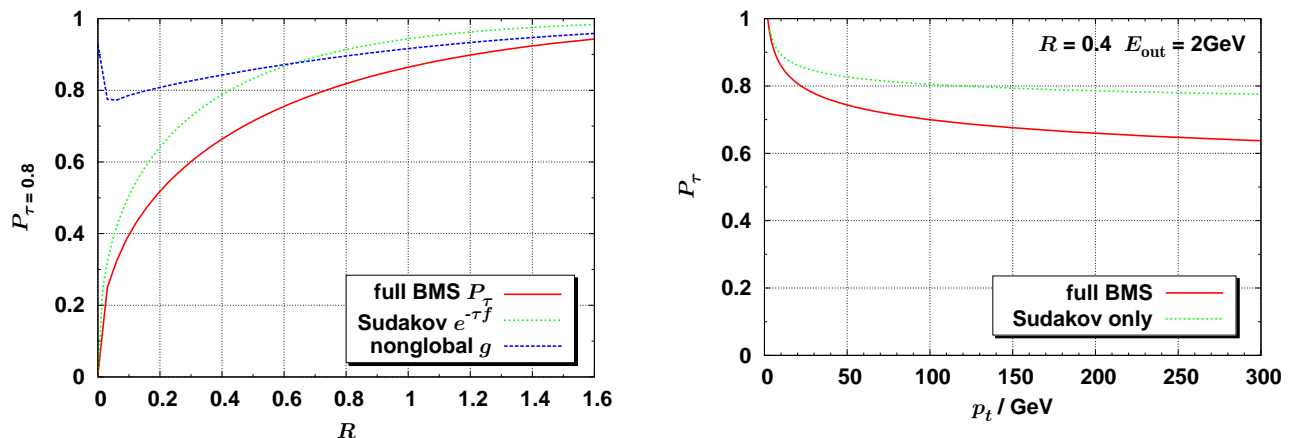 1
0.8
0.6
0.4
0.2
0
P_τ = 0.8
full BMS P_τ
Sudakov e^-τf
nonglobal g
0 0.2 0.4 0.6 0.8 1 1.2 1.4 1.6
R
1
0.8
0.6
0.4
0.2
0
P_τ
R = 0.4 E_out = 2GeV
full BMS
Sudakov only
0 50 100 150 200 250 300
p_t / GeV